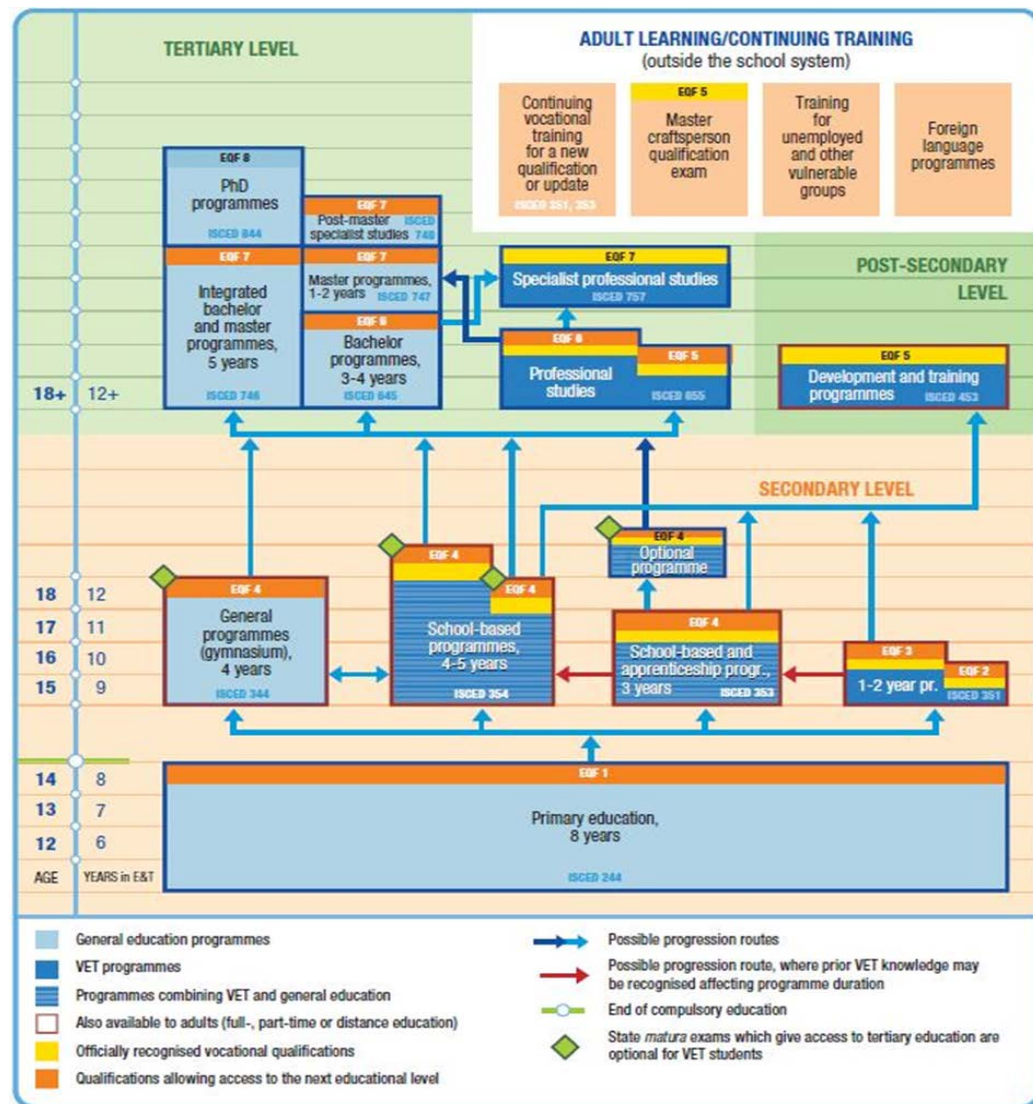 TERTIARY LEVEL
ADULT LEARNING/CONTINUING TRAINING
(outside the school system)
Continuing
vocational
training
for a new
qualification
or update
ISCED 351, 353
EQF 5
Master
craftsperson
qualification
exam
Training
for
unemployed
and other
vulnerable
groups
Foreign
language
programmes
EQF 8
PhD
programmes
ISCED 844
EQF 7
Post-master ISCED
specialist studies 748
EQF 7
Integrated
bachelor
and master
programmes,
5 years
ISCED 746
EQF 7
Master programmes,
1-2 years ISCED 747
EQF 6
Bachelor
programmes,
3-4 years
ISCED 645
EQF 7
Specialist professional studies
ISCED 757
EQF 6
EQF 5
Professional
studies
ISCED 655
POST-SECONDARY
LEVEL
EQF 5
Development and training
programmes ISCED 453
18+ 12+
SECONDARY LEVEL
EQF 4
General
programmes
(gymnasium),
4 years
ISCED 344
EQF 4
EQF 4
School-based
programmes,
4-5 years
ISCED 354
EQF 4
Optional
programme
EQF 4
School-based and
apprenticeship progr.,
3 years ISCED 353
EQF 3
EQF 2
1-2 year pr.
ISCED 351
18 12
17 11
16 10
15 9
14 8
13 7
12 6
AGE YEARS in E&T
EQF 1
Primary education,
8 years
ISCED 244
General education programmes
VET programmes
Programmes combining VET and general education
Also available to adults (full-, part-time or distance education)
Officially recognised vocational qualifications
Qualifications allowing access to the next educational level
Possible progression routes
Possible progression route, where prior VET knowledge may
be recognised affecting programme duration
End of compulsory education
State matura exams which give access to tertiary education are
optional for VET students